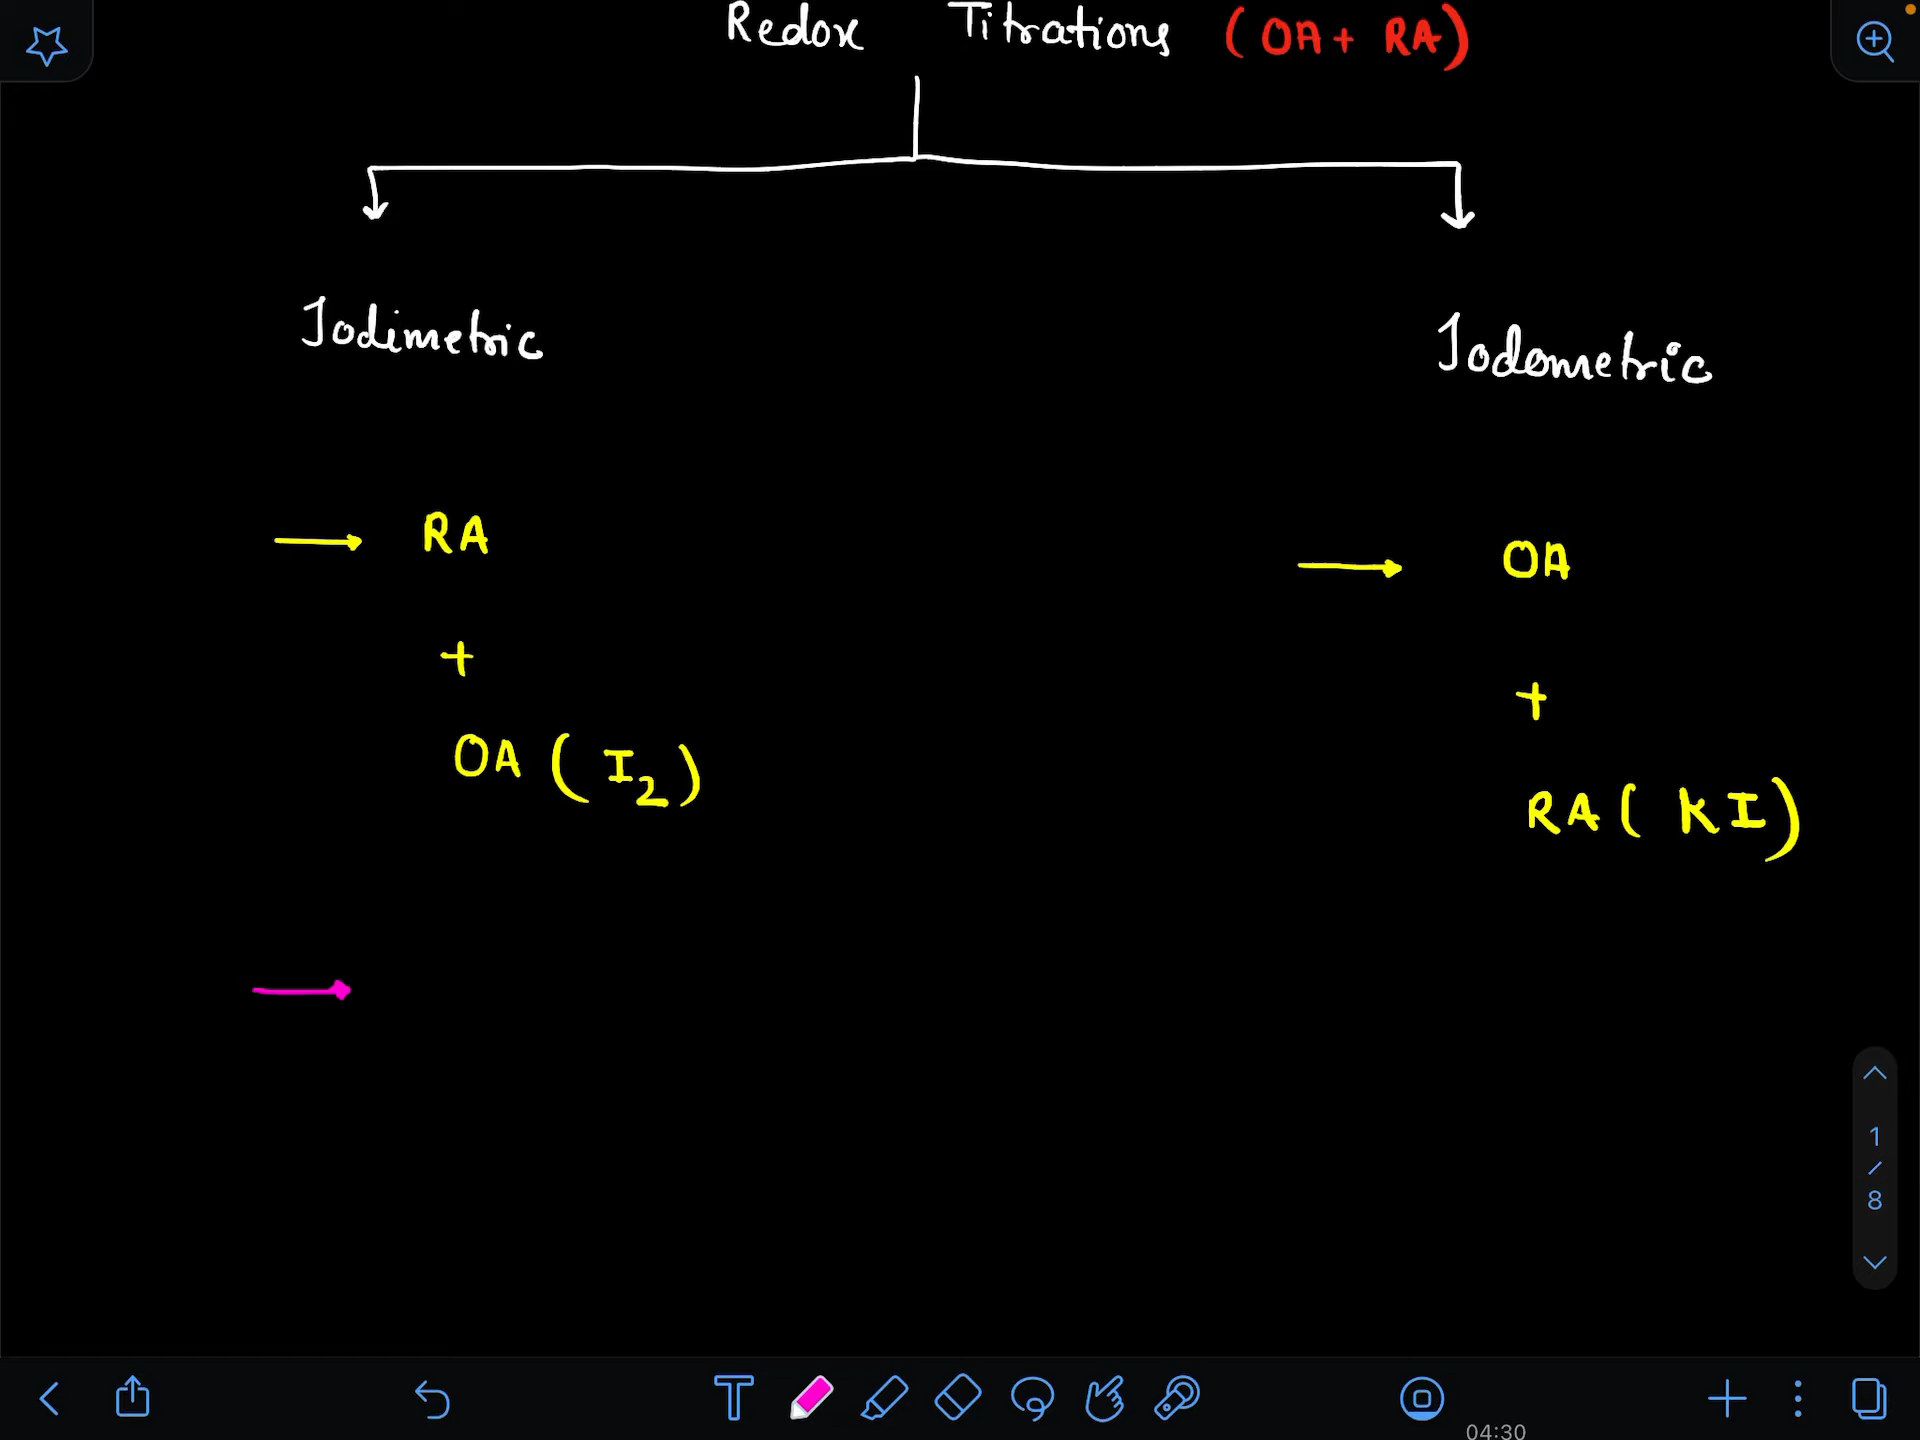 Redox Titrations (OA + RA)
Iodimetric
Iodometric
→ RA
+
OA (I₂)
→ OA
+
RA (KI)
→
1
/
8
T
04:30